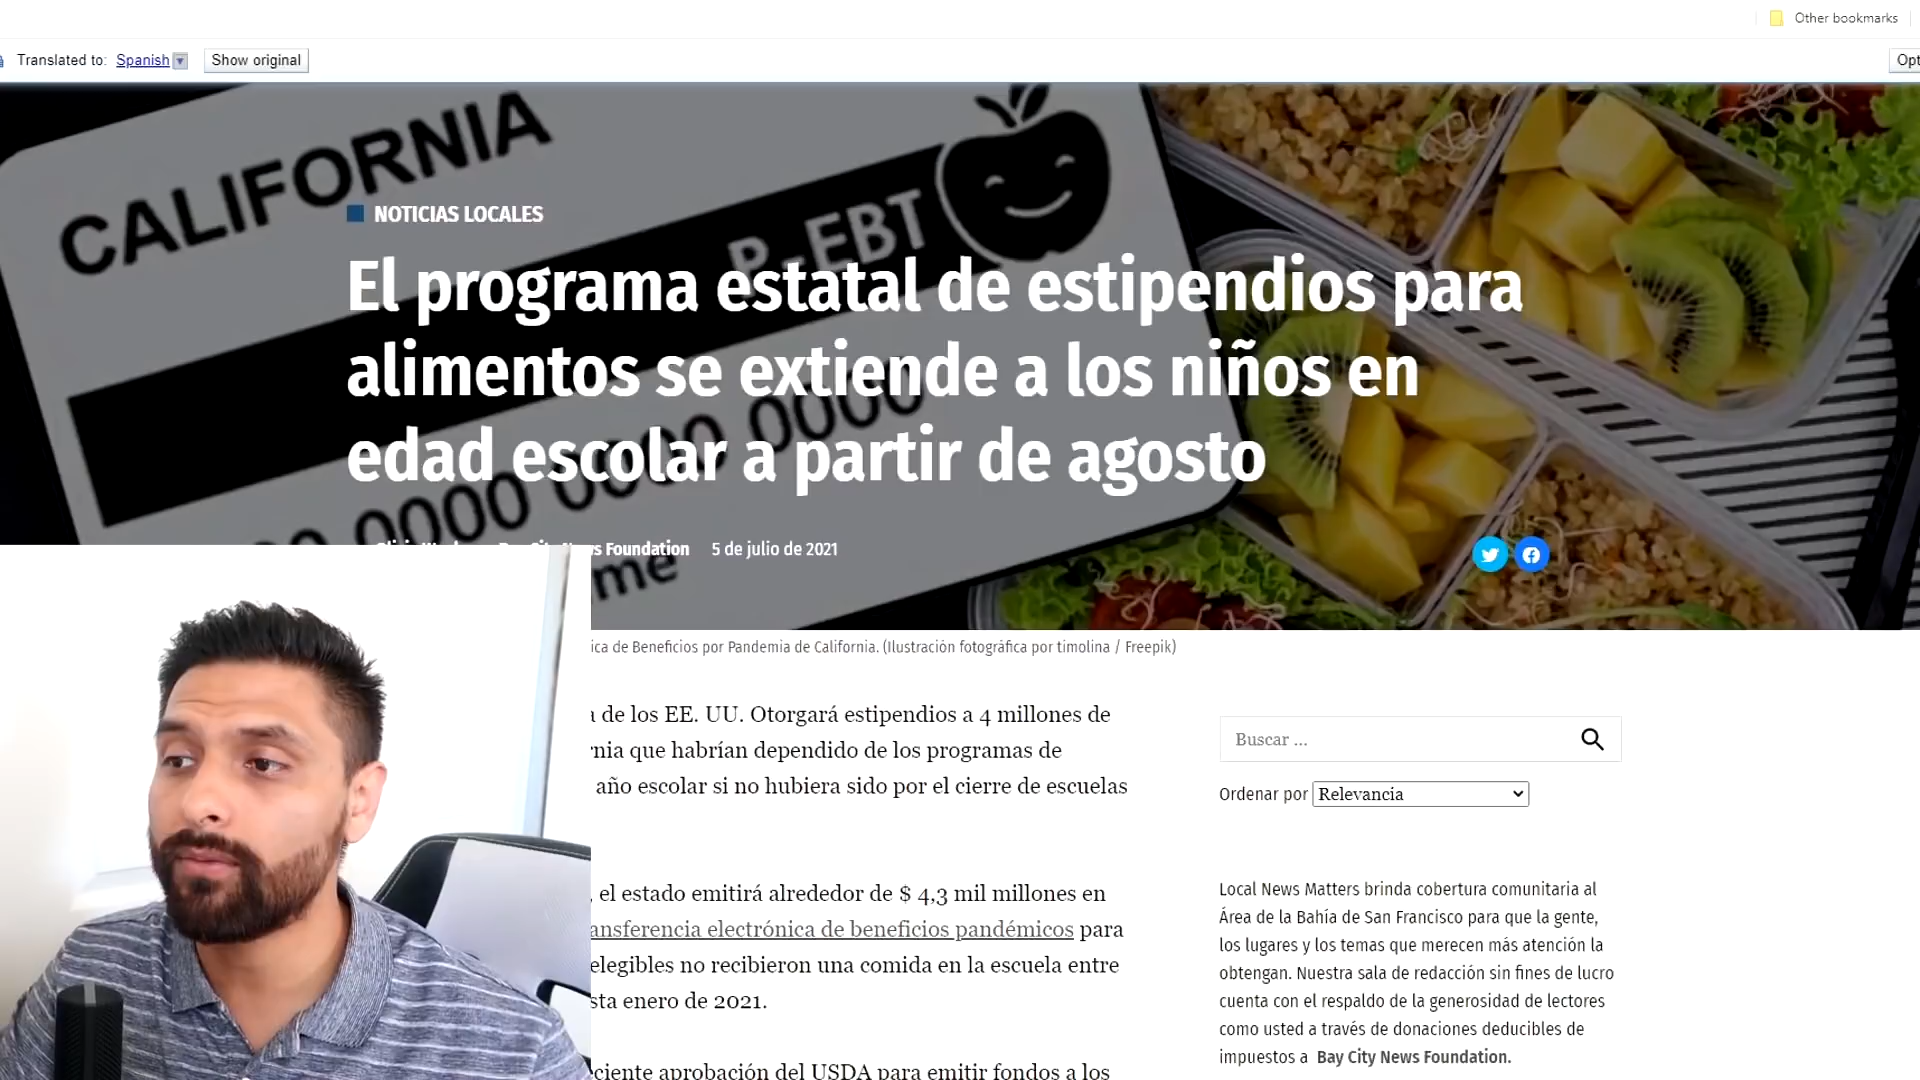 Other bookmarks
Translated to: Spanish
Show original
Opt
CALIFORNIA
P-EBT
NOTICIAS LOCALES
El programa estatal de estipendios para
alimentos se extiende a los niños en
edad escolar a partir de agosto
0000 0000 0000
Foundation 5 de julio de 2021
ica de Beneficios por Pandemia de California. (Ilustración fotográfica por timolina / Freepik)
de los EE. UU. Otorgará estipendios a 4 millones de
rnia que habrían dependido de los programas de
año escolar si no hubiera sido por el cierre de escuelas
, el estado emitirá alrededor de $ 4,3 mil millones en
ansferencia electrónica de beneficios pandémicos para
elegibles no recibieron una comida en la escuela entre
sta enero de 2021.
ciente aprobación del USDA para emitir fondos a los
Buscar ...
Ordenar por Relevancia
Local News Matters brinda cobertura comunitaria al
Área de la Bahía de San Francisco para que la gente,
los lugares y los temas que merecen más atención la
obtengan. Nuestra sala de redacción sin fines de lucro
cuenta con el respaldo de la generosidad de lectores
como usted a través de donaciones deducibles de
impuestos a Bay City News Foundation.